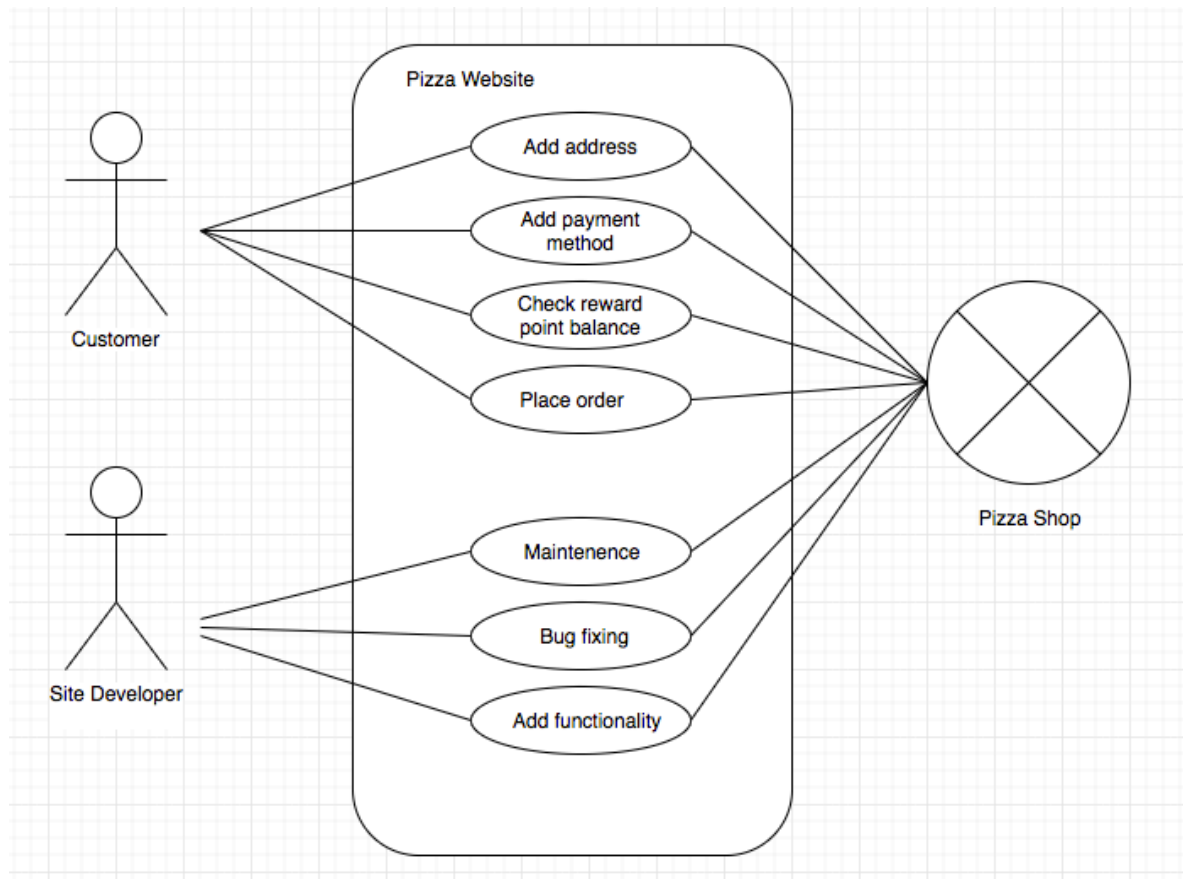 Pizza Website
Add address
Add payment
method
Check reward
point balance
Place order
Customer
Maintenence
Bug fixing
Add functionality
Site Developer
Pizza Shop